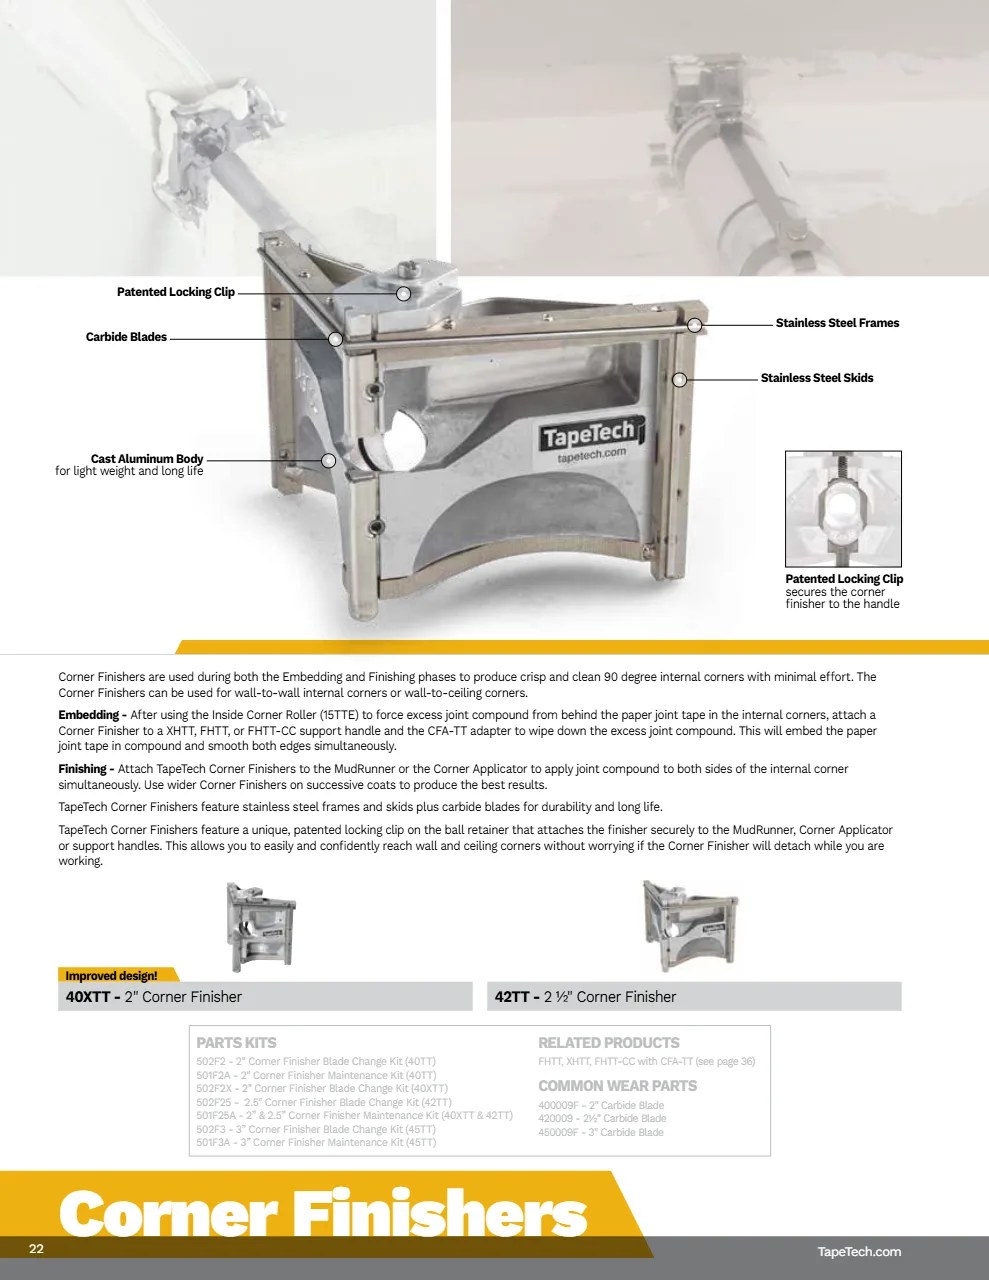 Patented Locking Clip
Carbide Blades
Cast Aluminum Body
for light weight and long life
Stainless Steel Frames
Stainless Steel Skids
TapeTech
tapetech.com
Patented Locking Clip
secures the corner
finisher to the handle
Corner Finishers are used during both the Embedding and Finishing phases to produce crisp and clean 90 degree internal corners with minimal effort. The
Corner Finishers can be used for wall-to-wall internal corners or wall-to-ceiling corners.
Embedding - After using the Inside Corner Roller (15TTE) to force excess joint compound from behind the paper joint tape in the internal corners, attach a
Corner Finisher to a XHTT, FHTT, or FHTT-CC support handle and the CFA-TT adapter to wipe down the excess joint compound. This will embed the paper
joint tape in compound and smooth both edges simultaneously.
Finishing - Attach TapeTech Corner Finishers to the MudRunner or the Corner Applicator to apply joint compound to both sides of the internal corner
simultaneously. Use wider Corner Finishers on successive coats to produce the best results.
TapeTech Corner Finishers feature stainless steel frames and skids plus carbide blades for durability and long life.
TapeTech Corner Finishers feature a unique, patented locking clip on the ball retainer that attaches the finisher securely to the MudRunner, Corner Applicator
or support handles. This allows you to easily and confidently reach wall and ceiling corners without worrying if the Corner Finisher will detach while you are
working.
TapeTech
TapeTech
Improved design!
40XTT - 2" Corner Finisher
42TT - 2 ½" Corner Finisher
PARTS KITS
502F2 - 2" Corner Finisher Blade Change Kit (40TT)
501F2A - 2" Corner Finisher Maintenance Kit (40TT)
502F2X - 2" Corner Finisher Blade Change Kit (40XTT)
502F25 -  2.5" Corner Finisher Blade Change Kit (42TT)
501F25A - 2" & 2.5" Corner Finisher Maintenance Kit (40XTT & 42TT)
502F3 - 3" Corner Finisher Blade Change Kit (45TT)
501F3A - 3" Corner Finisher Maintenance Kit (45TT)
RELATED PRODUCTS
FHTT, XHTT, FHTT-CC with CFA-TT (see page 36)
COMMON WEAR PARTS
400009F - 2" Carbide Blade
420009 - 2½" Carbide Blade
450009F - 3" Carbide Blade
Corner Finishers
22
TapeTech.com